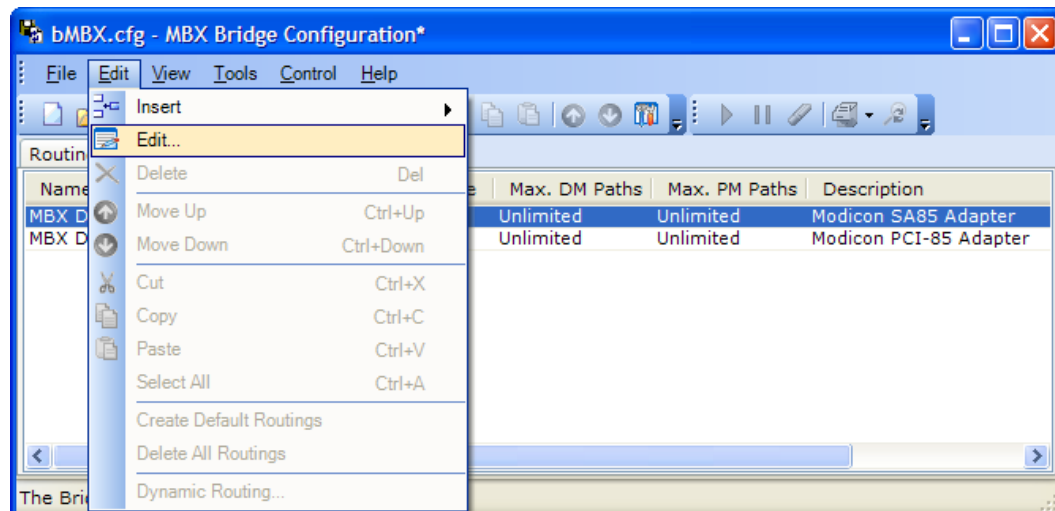 bMBX.cfg - MBX Bridge Configuration*
File Edit View Tools Control Help
Insert
Edit...
Routin
Delete Del
Name Max. DM Paths Max. PM Paths Description
MBX D Unlimited Unlimited Modicon SA85 Adapter
Move Up Ctrl+Up
MBX D Unlimited Unlimited Modicon PCI-85 Adapter
Move Down Ctrl+Down
Cut Ctrl+X
Copy Ctrl+C
Paste Ctrl+V
Select All Ctrl+A
Create Default Routings
Delete All Routings
Dynamic Routing...
The Bri